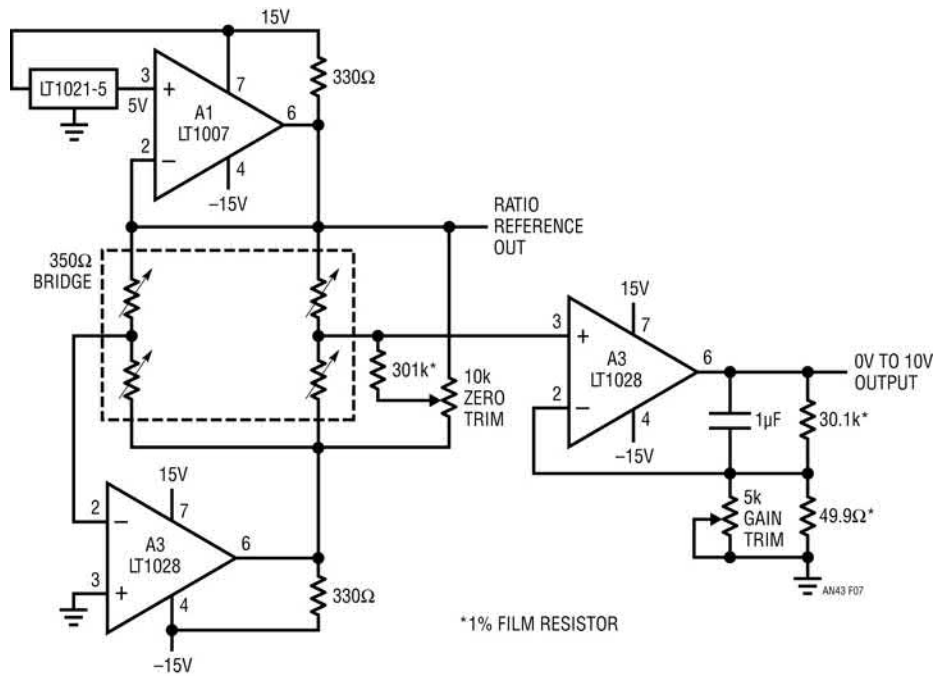 15V
LT1021-5
3
+
5V
A1
LT1007
7
6
330Ω
2
–
4
–15V
RATIO
REFERENCE
OUT
350Ω
BRIDGE
301k*
10k
ZERO
TRIM
15V
3
+
7
A3
LT1028
6
0V TO 10V
OUTPUT
2
–
4
–15V
1µF
30.1k*
5k
GAIN
TRIM
49.9Ω*
15V
2
–
7
A3
LT1028
6
3
+
4
330Ω
–15V
*1% FILM RESISTOR
AN43 F07